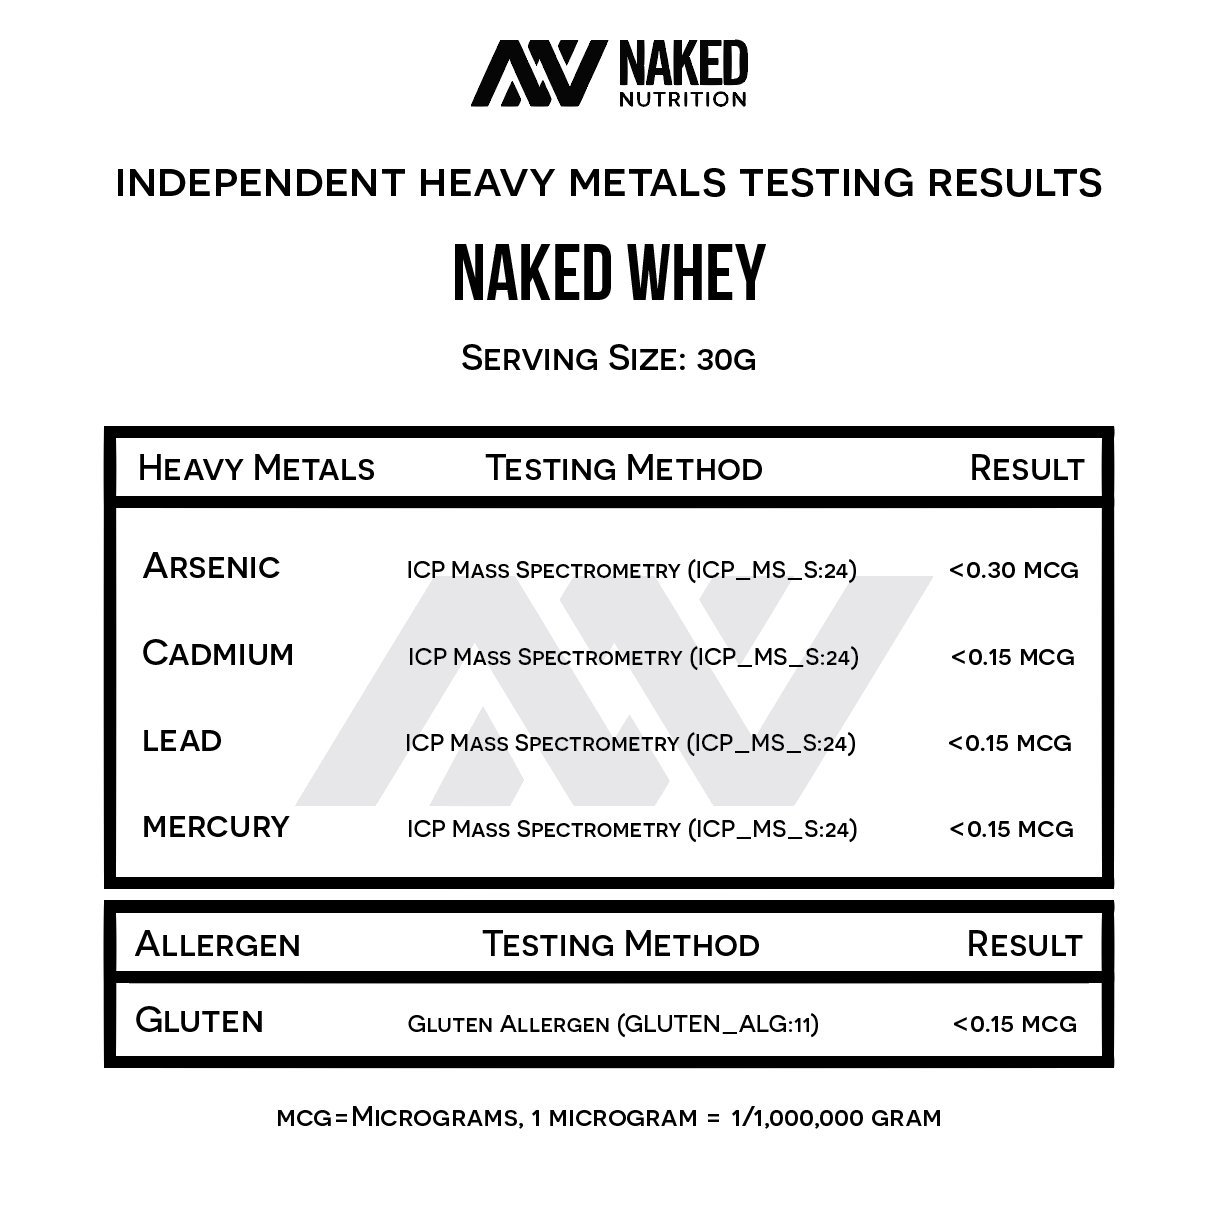 NAKED
NUTRITION
INDEPENDENT HEAVY METALS TESTING RESULTS
NAKED WHEY
SERVING SIZE: 30G
HEAVY METALS TESTING METHOD RESULT
ARSENIC ICP MASS SPECTROMETRY (ICP_MS_S:24) <0.30 MCG
CADMIUM ICP MASS SPECTROMETRY (ICP_MS_S:24) <0.15 MCG
LEAD ICP MASS SPECTROMETRY (ICP_MS_S:24) <0.15 MCG
MERCURY ICP MASS SPECTROMETRY (ICP_MS_S:24) <0.15 MCG
ALLERGEN TESTING METHOD RESULT
GLUTEN GLUTEN ALLERGEN (GLUTEN_ALG:11) <0.15 MCG
MCG=MICROGRAMS, 1 MICROGRAM = 1/1,000,000 GRAM